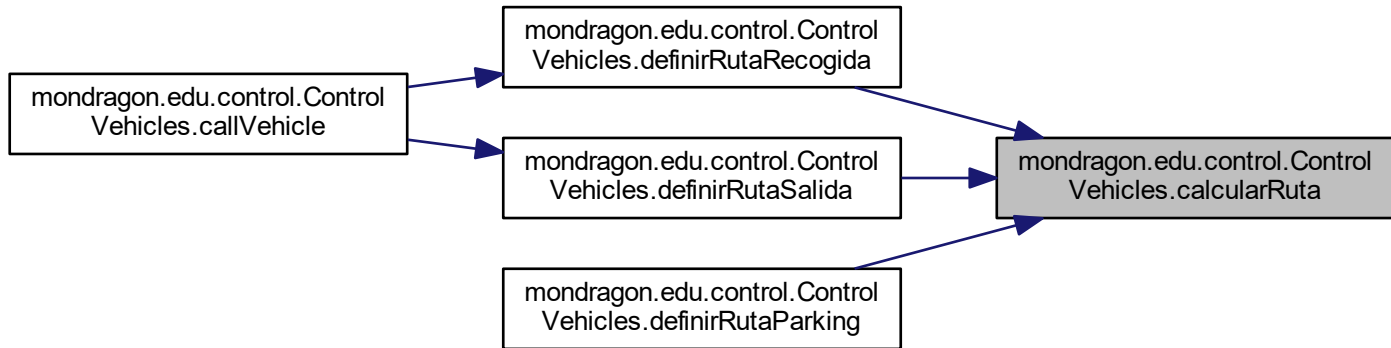 mondragon.edu.control.Control
Vehicles.callVehicle
mondragon.edu.control.Control
Vehicles.definirRutaRecogida
mondragon.edu.control.Control
Vehicles.definirRutaSalida
mondragon.edu.control.Control
Vehicles.definirRutaParking
mondragon.edu.control.Control
Vehicles.calcularRuta